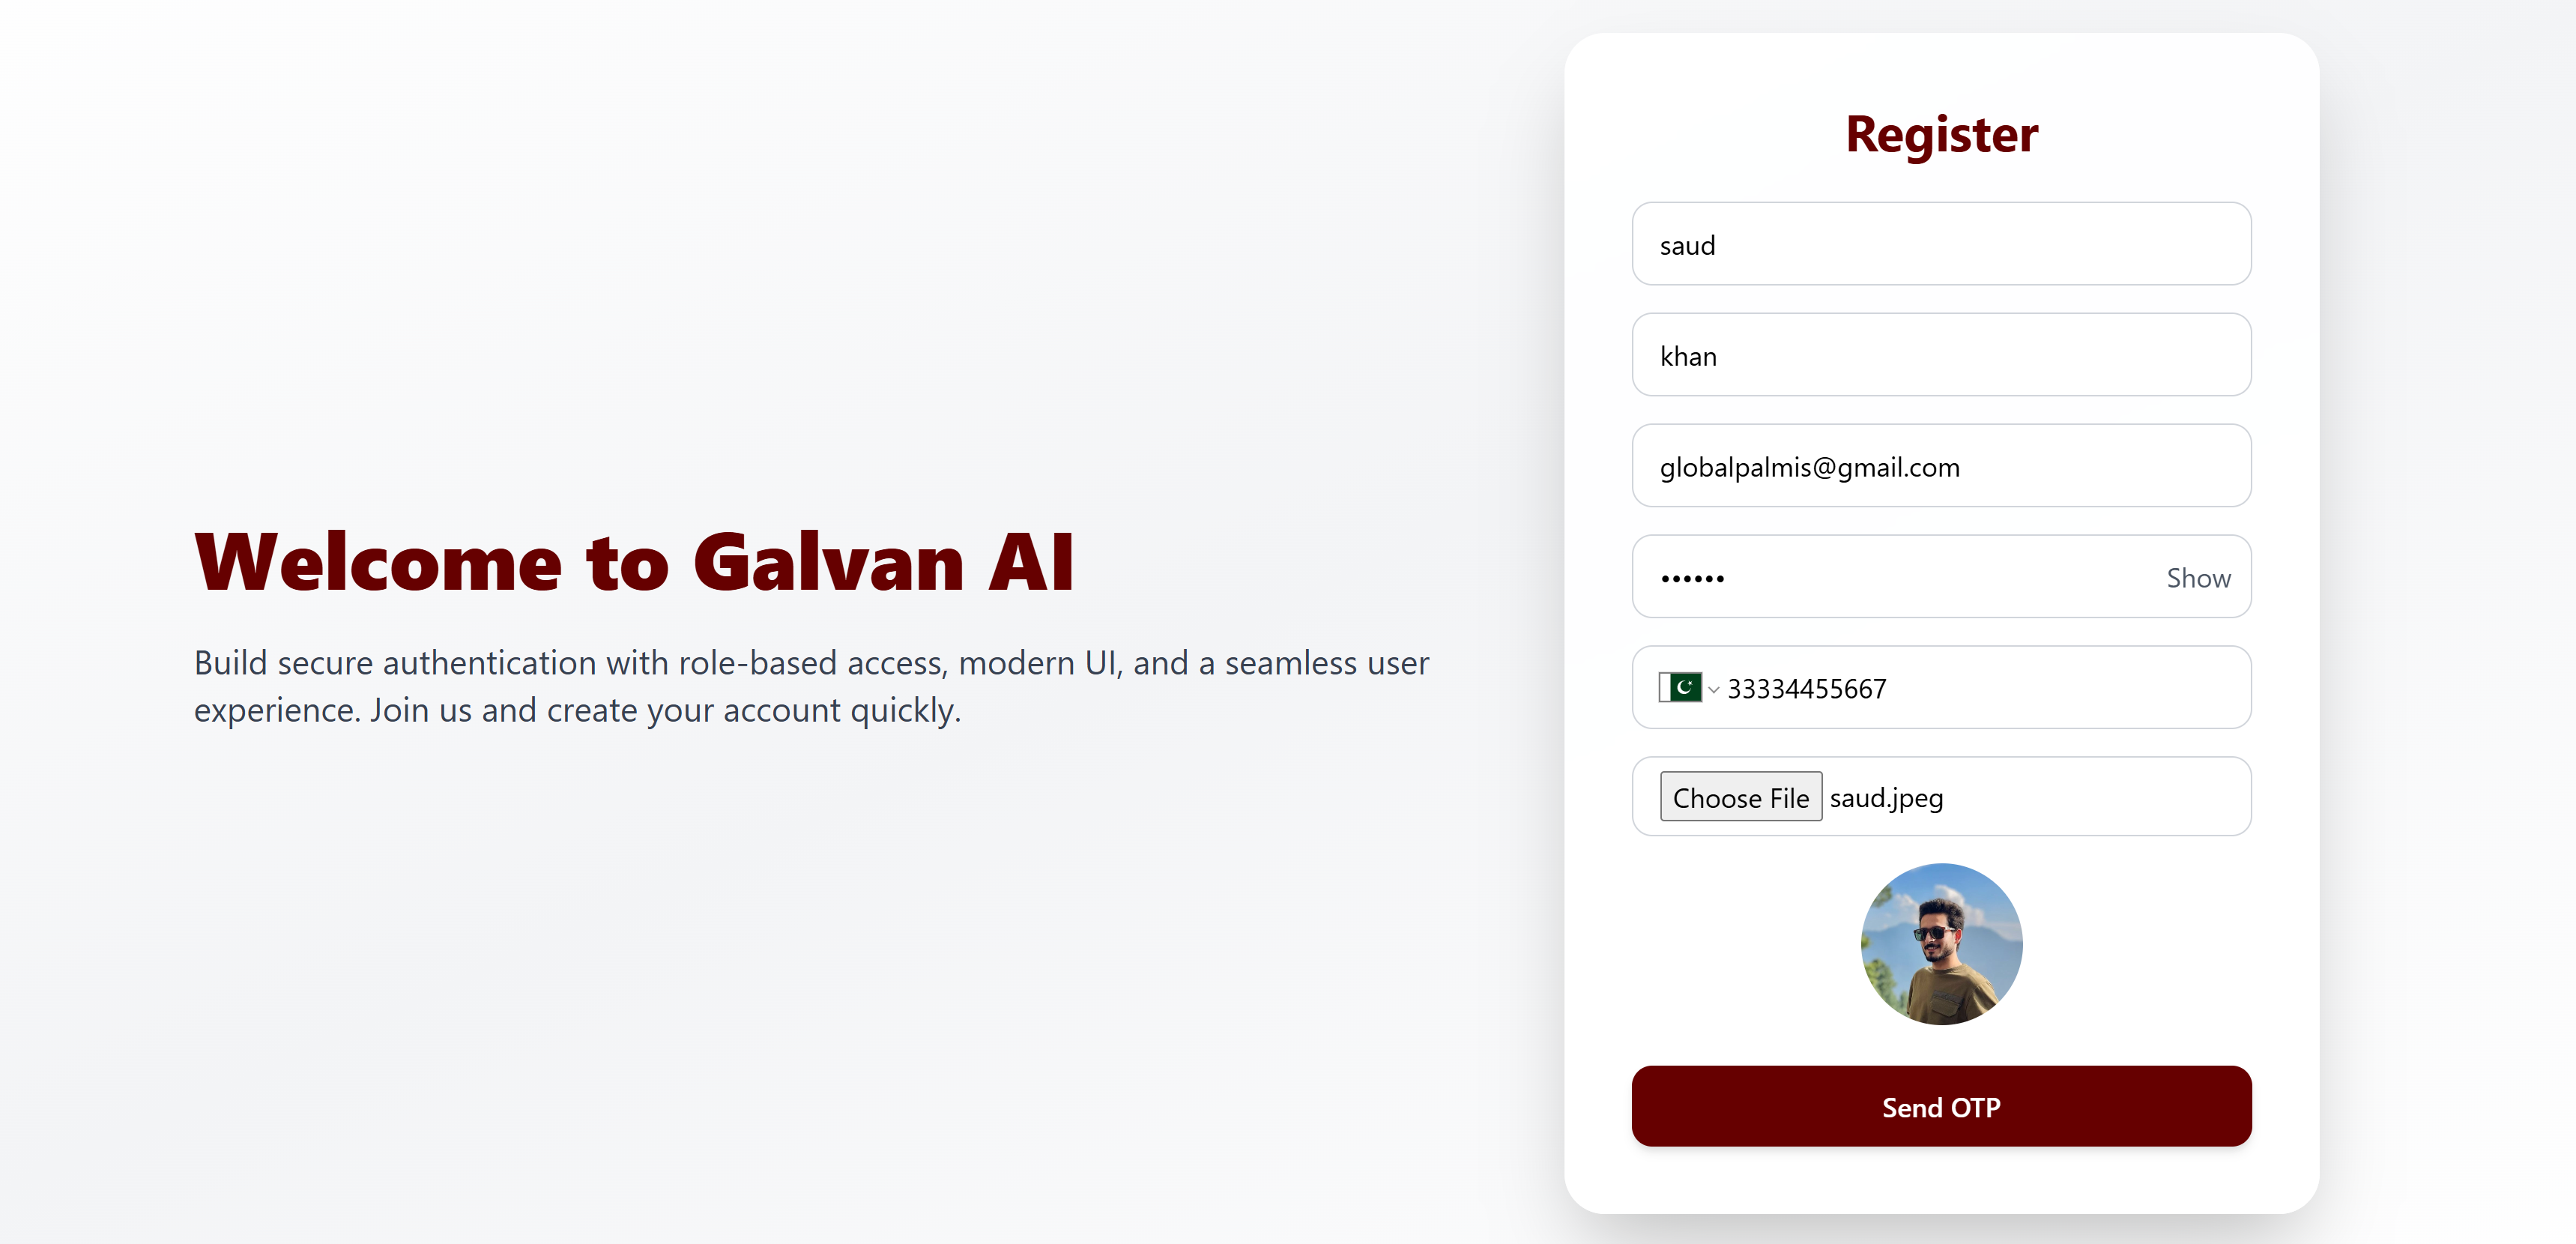 Welcome to Galvan AI
Build secure authentication with role-based access, modern UI, and a seamless user
experience. Join us and create your account quickly.
Register
saud
khan
globalpalmis@gmail.com
•••••• Show
33334455667
Choose File saud.jpeg
Send OTP